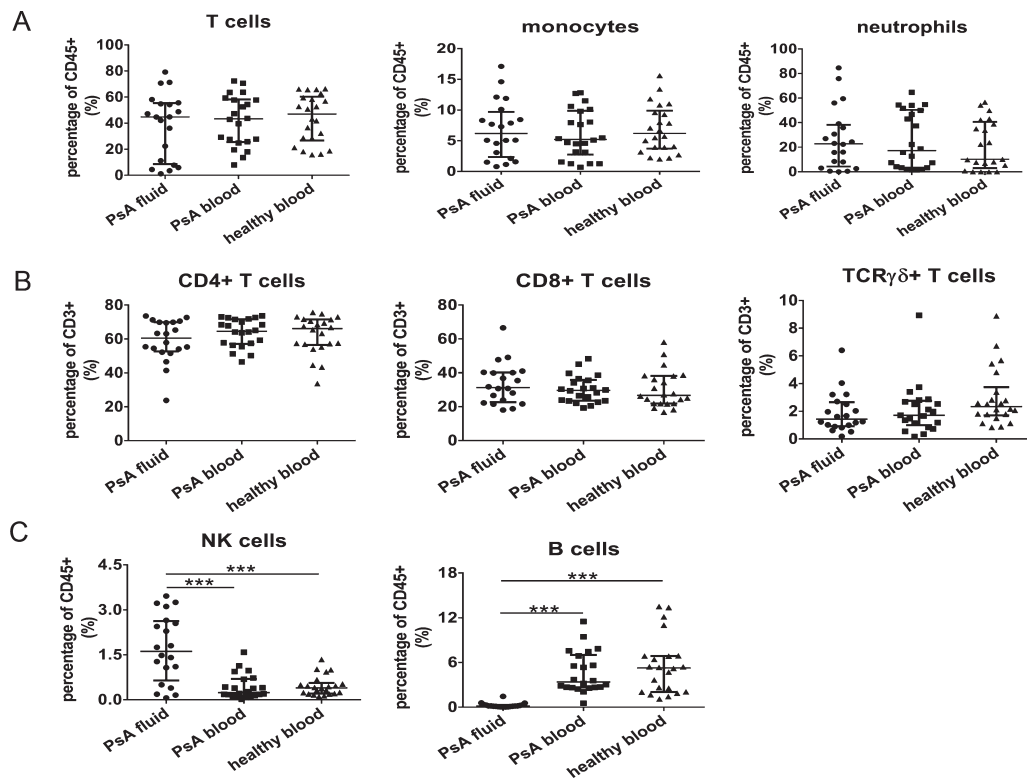 A
T cells
percentage of CD45+
(%)
100
80
60
40
20
0
PsA fluid
PsA blood
healthy blood
monocytes
percentage of CD45+
(%)
20
15
10
5
0
PsA fluid
PsA blood
healthy blood
neutrophils
percentage of CD45+
(%)
100
80
60
40
20
0
PsA fluid
PsA blood
healthy blood
B
CD4+ T cells
percentage of CD3+
(%)
80
60
40
20
0
PsA fluid
PsA blood
healthy blood
CD8+ T cells
percentage of CD3+
(%)
80
60
40
20
0
PsA fluid
PsA blood
healthy blood
TCRγδ+ T cells
percentage of CD3+
(%)
10
8
6
4
2
0
PsA fluid
PsA blood
healthy blood
C
NK cells
percentage of CD45+
(%)
4.5
3.0
1.5
0.0
***
***
PsA fluid
PsA blood
healthy blood
B cells
percentage of CD45+
(%)
18
12
6
0
***
***
PsA fluid
PsA blood
healthy blood